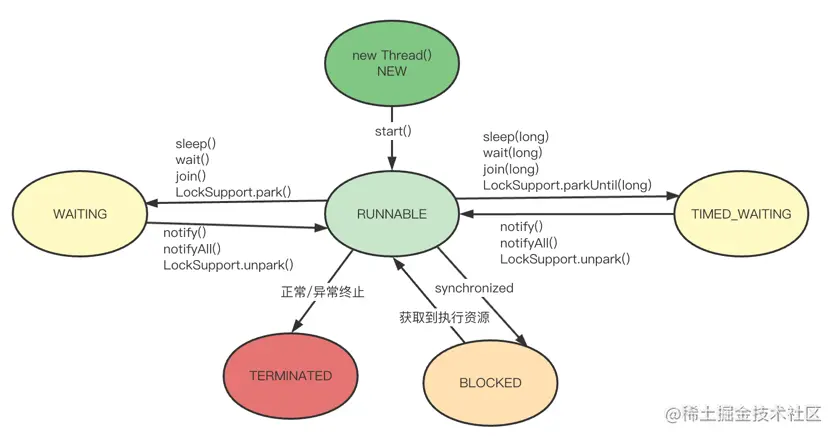 new Thread()
NEW
start()
sleep()
wait()
join()
LockSupport.park()
sleep(long)
wait(long)
join(long)
LockSupport.parkUntil(long)
WAITING
RUNNABLE
TIMED_WAITING
notify()
notifyAll()
LockSupport.unpark()
notify()
notifyAll()
LockSupport.unpark()
正常/异常终止
synchronized
获取到执行资源
TERMINATED
BLOCKED
@稀土掘金技术社区